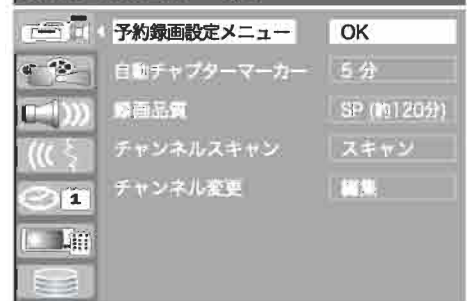 予約録画設定メニュー OK
自動チャプターマーカー 5 分
録画品質 SP (約120分)
チャンネルスキャン スキャン
チャンネル変更 編集
1